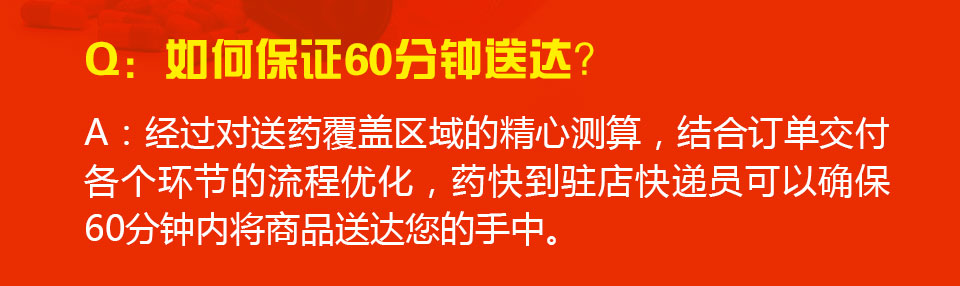 Q：如何保证60分钟送达？
A：经过对送药覆盖区域的精心测算，结合订单交付
各个环节的流程优化，药快到驻店快递员可以确保
60分钟内将商品送达您的手中。